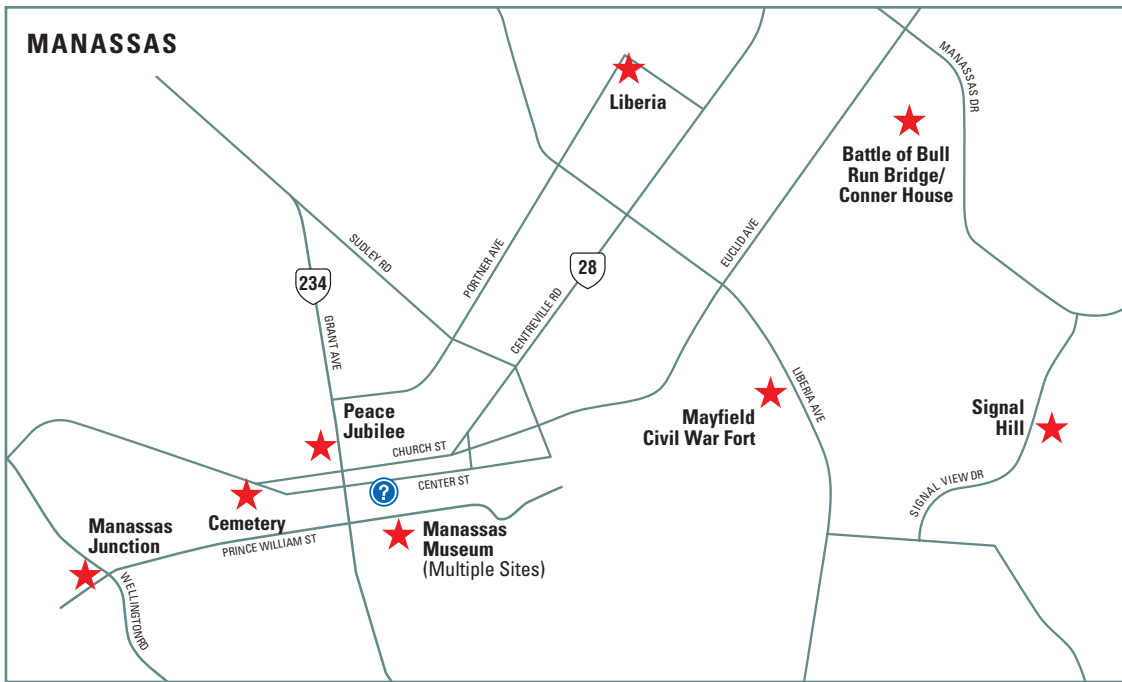 MANASSAS
MANASSAS DR
Liberia
Battle of Bull
Run Bridge/
Conner House
SUDLEY RD
PORTNER AVE
EUCLID AVE
28
234
CENTREVILLE RD
GRANT AVE
LIBERIA AVE
Peace
Jubilee
Mayfield
Civil War Fort
Signal
Hill
CHURCH ST
CENTER ST
?
SIGNAL VIEW DR
Cemetery
Manassas
Junction
PRINCE WILLIAM ST
Manassas
Museum
(Multiple Sites)
WELLINGTON RD